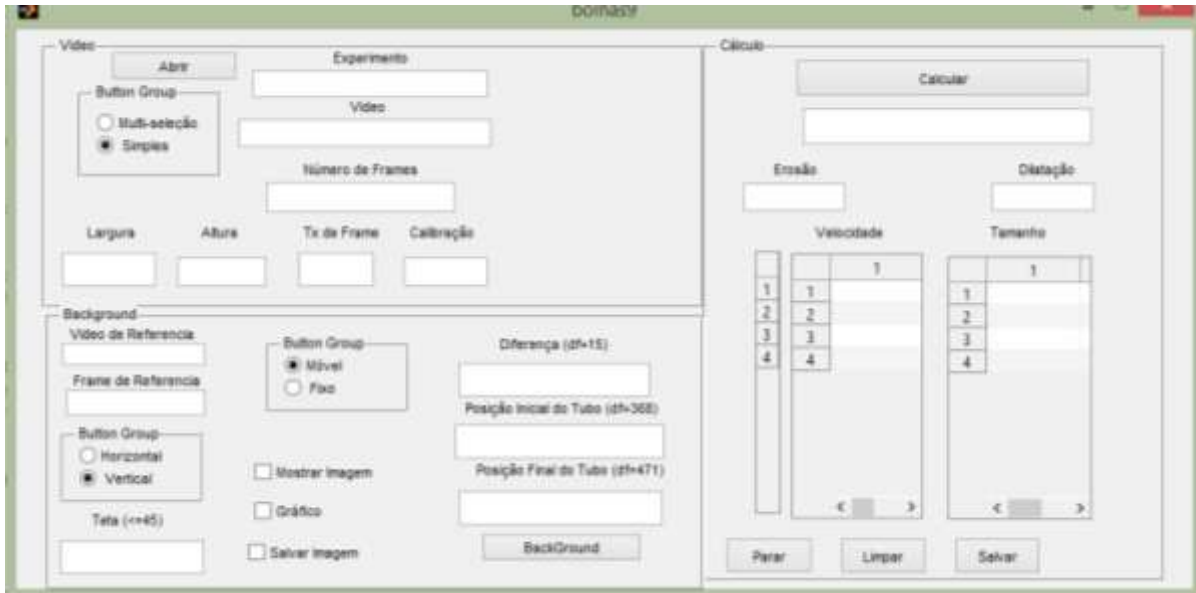 Video
Abrir
Experimento
Button Group
Multi-seleção
Simples
Video
Número de Frames
Largura
Altura
Tx de Frame
Calibração
Background
Video de Referencia
Frame de Referencia
Button Group
Horizontal
Vertical
Teta (<=45)
Button Group
Móvel
Fixo
Mostrar Imagem
Gráfico
Salvar Imagem
Diferença (df=15)
Posição Inicial do Tubo (df=368)
Posição Final do Tubo (df=471)
BackGround
Cálculo
Calcular
Erosão
Dilatação
Velocidade
Tamanho
1 1
1 1 1
2 2 2
3 3 3
4 4 4
Parar
Limpar
Salvar